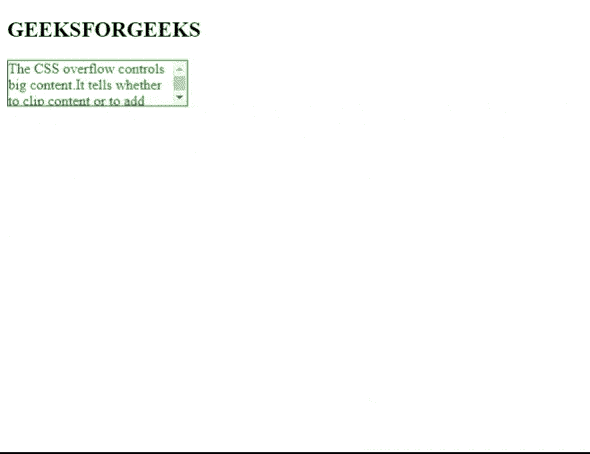 GEEKSFORGEEKS
The CSS overflow controls
big content.It tells whether
to clip content or to add